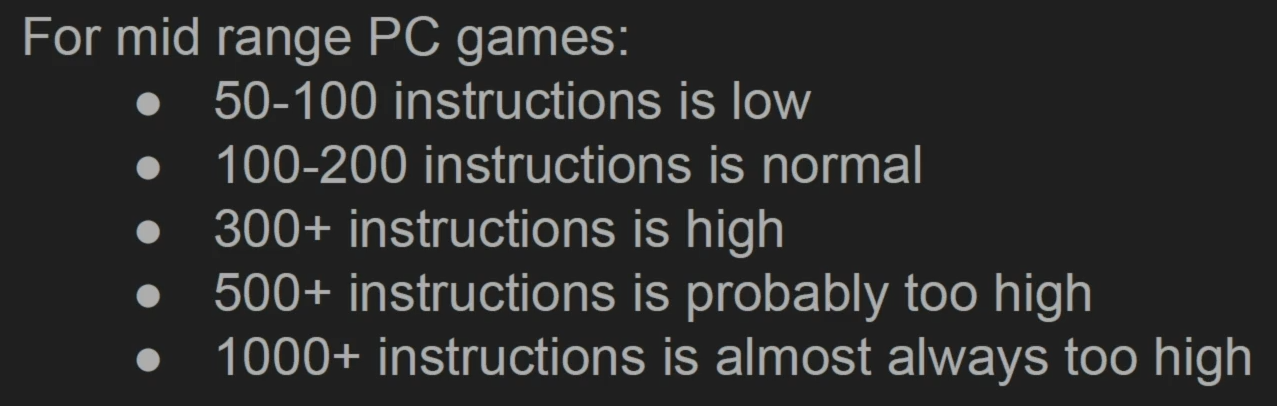 For mid range PC games:
● 50-100 instructions is low
● 100-200 instructions is normal
● 300+ instructions is high
● 500+ instructions is probably too high
● 1000+ instructions is almost always too high